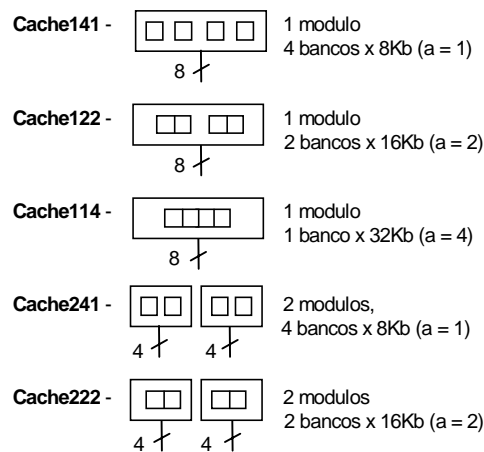 Cache141 - 1 modulo
4 bancos x 8Kb (a = 1)
8
Cache122 - 1 modulo
2 bancos x 16Kb (a = 2)
8
Cache114 - 1 modulo
1 banco x 32Kb (a = 4)
8
Cache241 - 2 modulos,
4 bancos x 8Kb (a = 1)
4 4
Cache222 - 2 modulos
2 bancos x 16Kb (a = 2)
4 4